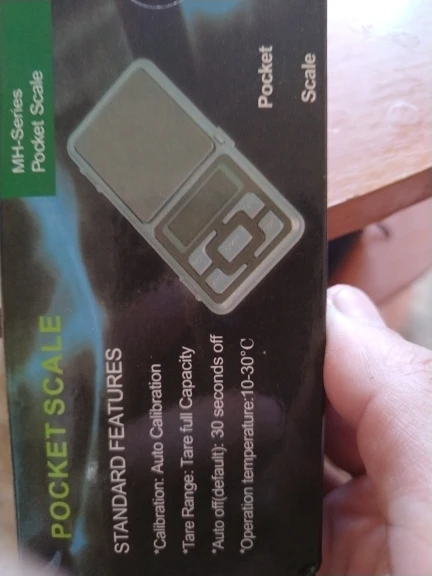 MH-Series
Pocket Scale
Pocket
Scale
POCKET SCALE
STANDARD FEATURES
*Calibration: Auto Calibration
*Tare Range: Tare full Capacity
*Auto off(default): 30 seconds off
*Operation temperature:10-30°C